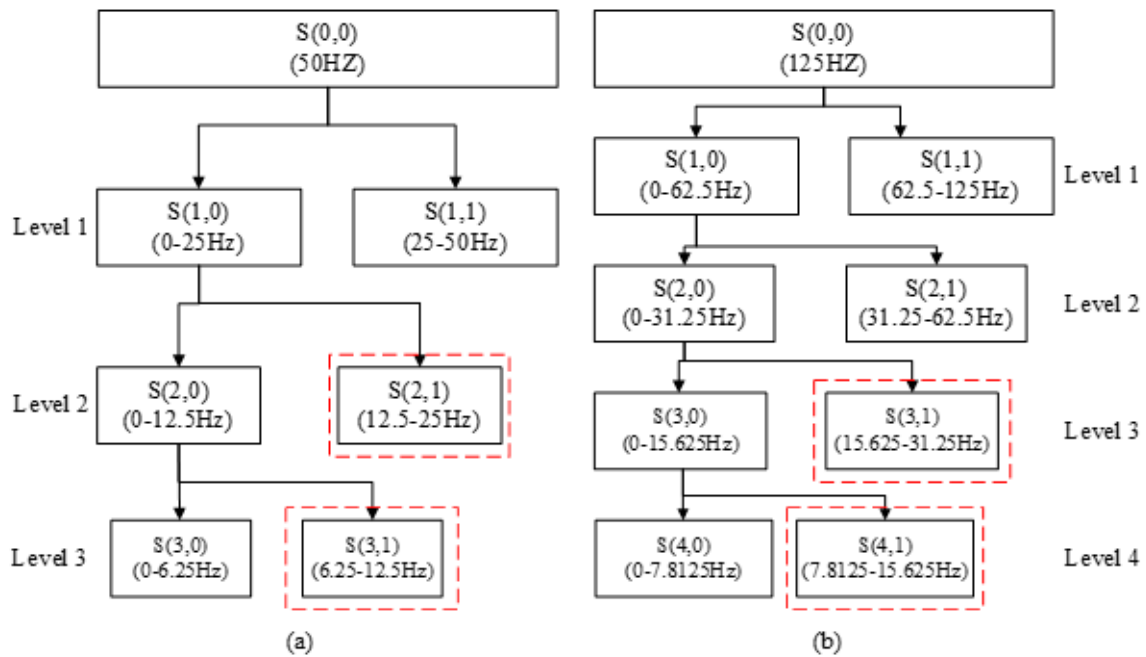 S(0,0)
(50HZ)
Level 1
S(1,0)
(0-25Hz)
S(1,1)
(25-50Hz)
Level 2
S(2,0)
(0-12.5Hz)
S(2,1)
(12.5-25Hz)
Level 3
S(3,0)
(0-6.25Hz)
S(3,1)
(6.25-12.5Hz)
(a)
S(0,0)
(125HZ)
S(1,0)
(0-62.5Hz)
S(1,1)
(62.5-125Hz)
Level 1
S(2,0)
(0-31.25Hz)
S(2,1)
(31.25-62.5Hz)
Level 2
S(3,0)
(0-15.625Hz)
S(3,1)
(15.625-31.25Hz)
Level 3
S(4,0)
(0-7.8125Hz)
S(4,1)
(7.8125-15.625Hz)
Level 4
(b)